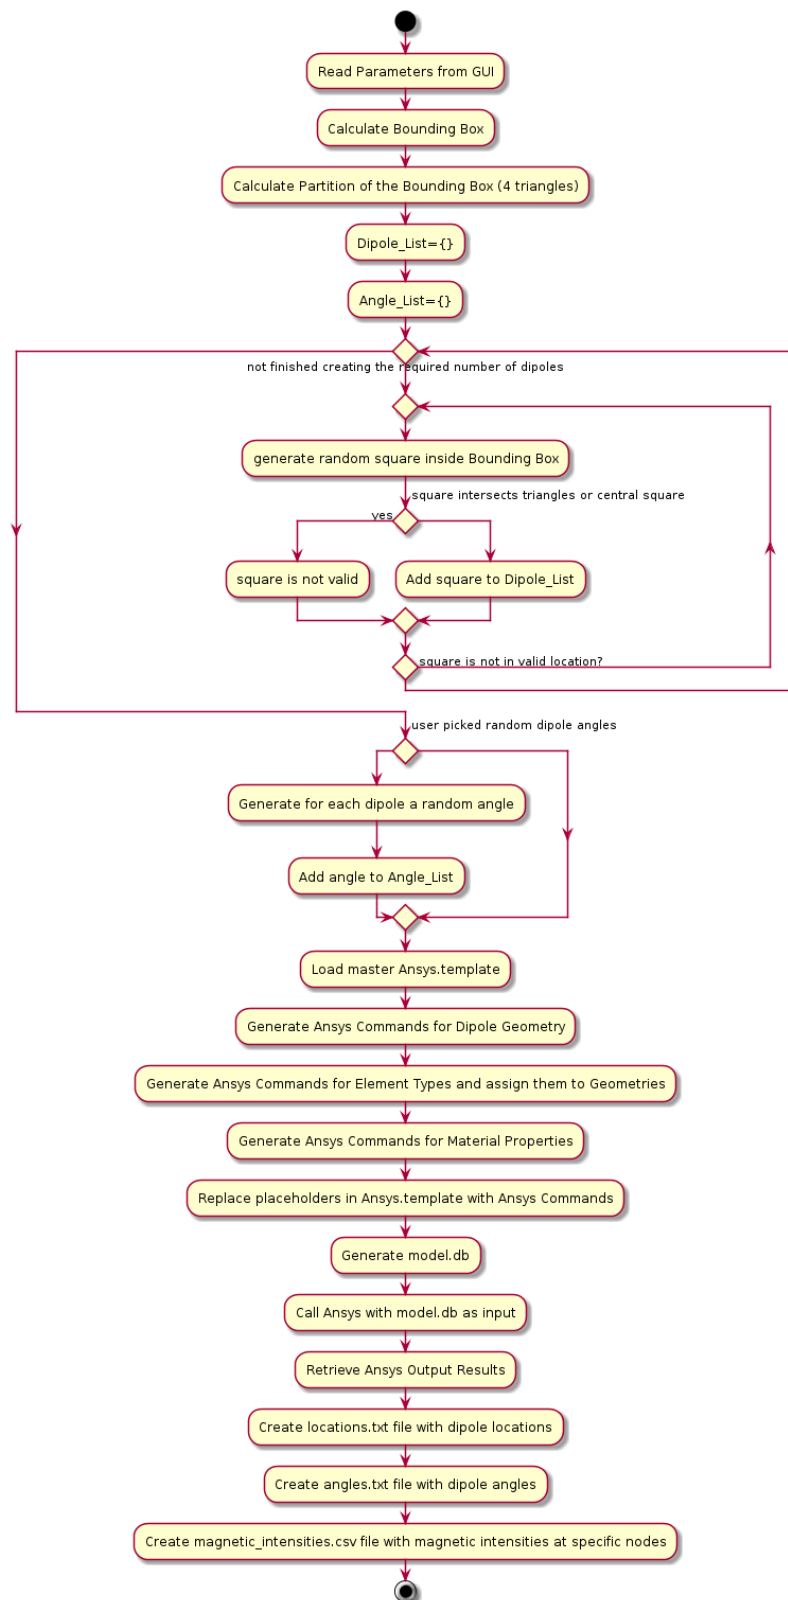 Read Parameters from GUI
Calculate Bounding Box
Calculate Partition of the Bounding Box (4 triangles)
Dipole_List={}
Angle_List={}
not finished creating the required number of dipoles
generate random square inside Bounding Box
square intersects triangles or central square
yes
square is not valid
Add square to Dipole_List
square is not in valid location?
user picked random dipole angles
Generate for each dipole a random angle
Add angle to Angle_List
Load master Ansys.template
Generate Ansys Commands for Dipole Geometry
Generate Ansys Commands for Element Types and assign them to Geometries
Generate Ansys Commands for Material Properties
Replace placeholders in Ansys.template with Ansys Commands
Generate model.db
Call Ansys with model.db as input
Retrieve Ansys Output Results
Create locations.txt file with dipole locations
Create angles.txt file with dipole angles
Create magnetic_intensities.csv file with magnetic intensities at specific nodes